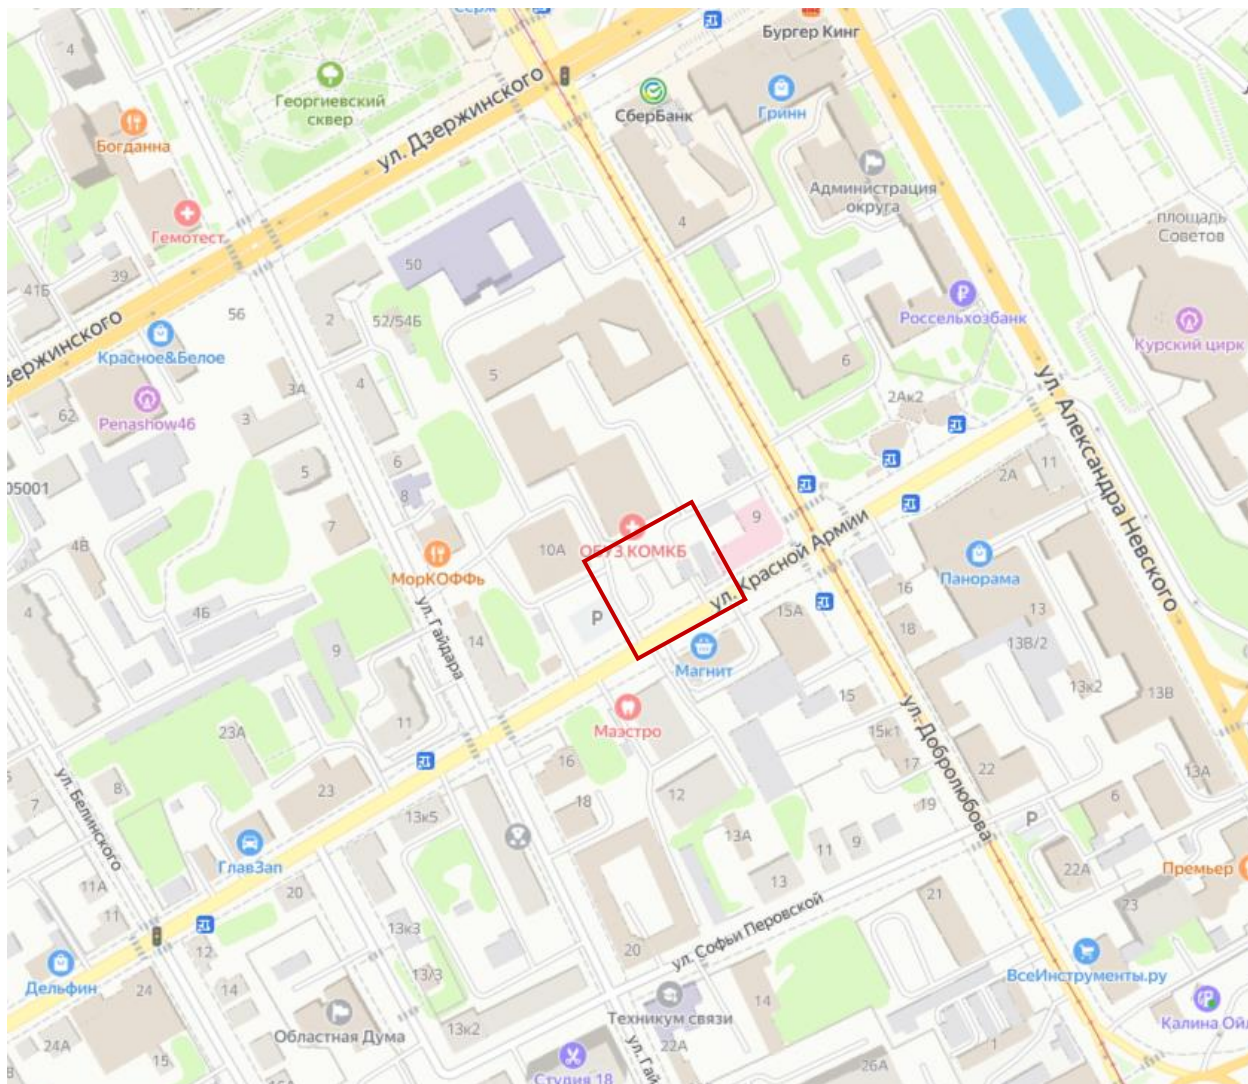 Бургер Кинг
4
Георгиевский
сквер
ул. Дзержинского
СберБанк
Гринн
Богданна
Администрация
округа
4
площадь
Советов
Гемотест
50
39
41Б
56
2
52/54Б
Россельхозбанк
Курский цирк
Красное&Белое
6
5
4
3А
2Ак2
ул. Александра Невского
62
Penashow46
3
6
11
2А
05001
5
8
9
7
4В
10А
ОБУЗ КОМКБ
МорКОФФь
ул. Красной Армии
Панорама
16
4
4Б
Р
15А
13
18
ул. Гайдара
14
9
Магнит
13В/2
13к2
13В
15
ул. Добролюбова
11
Маэстро
23А
15к1
16
17
22
13А
ул. Белинского
8
7
23
12
18
19
6
13к5
Р
13А
11
9
ГлавЗап
22А
Премьер
11А
20
13
21
23
11
13к3
ул. Софьи Перовской
12
20
Дельфин
24
14
13/3
ВсеИнструменты.ру
14
Техникум связи
Калина Ойл
Областная Дума
13к2
24А
15
22А
1
26А
Студия 18